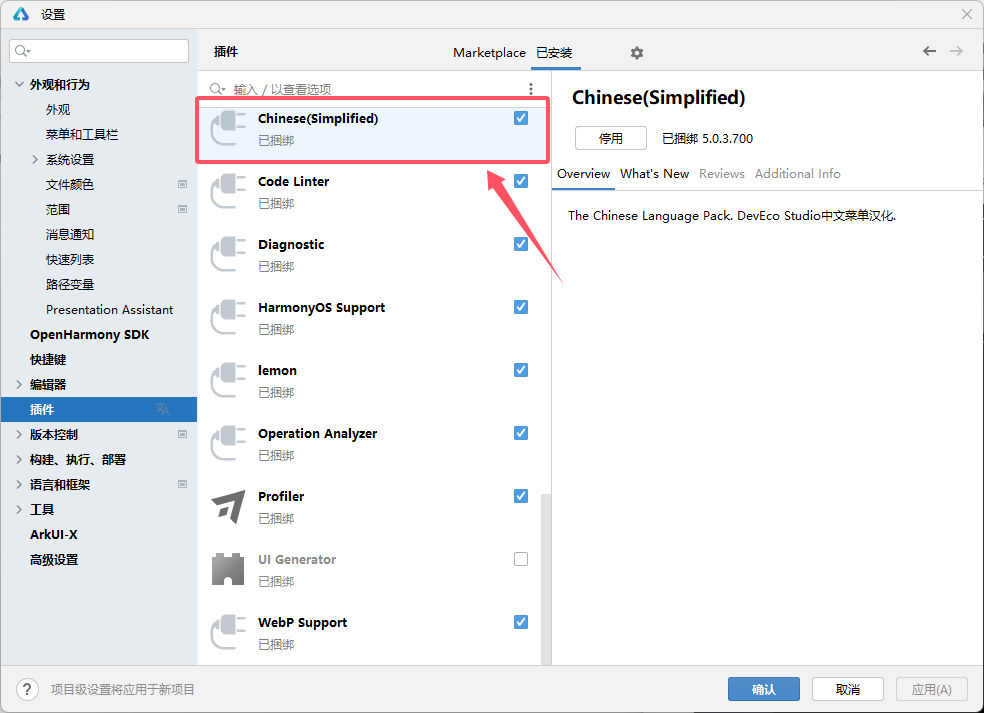 设置
外观和行为
外观
菜单和工具栏
系统设置
文件颜色
范围
消息通知
快速列表
路径变量
Presentation Assistant
OpenHarmony SDK
快捷键
编辑器
插件
版本控制
构建、执行、部署
语言和框架
工具
ArkUI-X
高级设置
插件
Marketplace
已安装
输入 / 以查看选项
Chinese(Simplified)
已捆绑
Code Linter
已捆绑
Diagnostic
已捆绑
HarmonyOS Support
已捆绑
lemon
已捆绑
Operation Analyzer
已捆绑
Profiler
已捆绑
UI Generator
已捆绑
WebP Support
已捆绑
Chinese(Simplified)
停用
已捆绑 5.0.3.700
Overview What's New Reviews Additional Info
The Chinese Language Pack. DevEco Studio中文菜单汉化.
? 项目级设置将应用于新项目
确认
取消
应用(A)